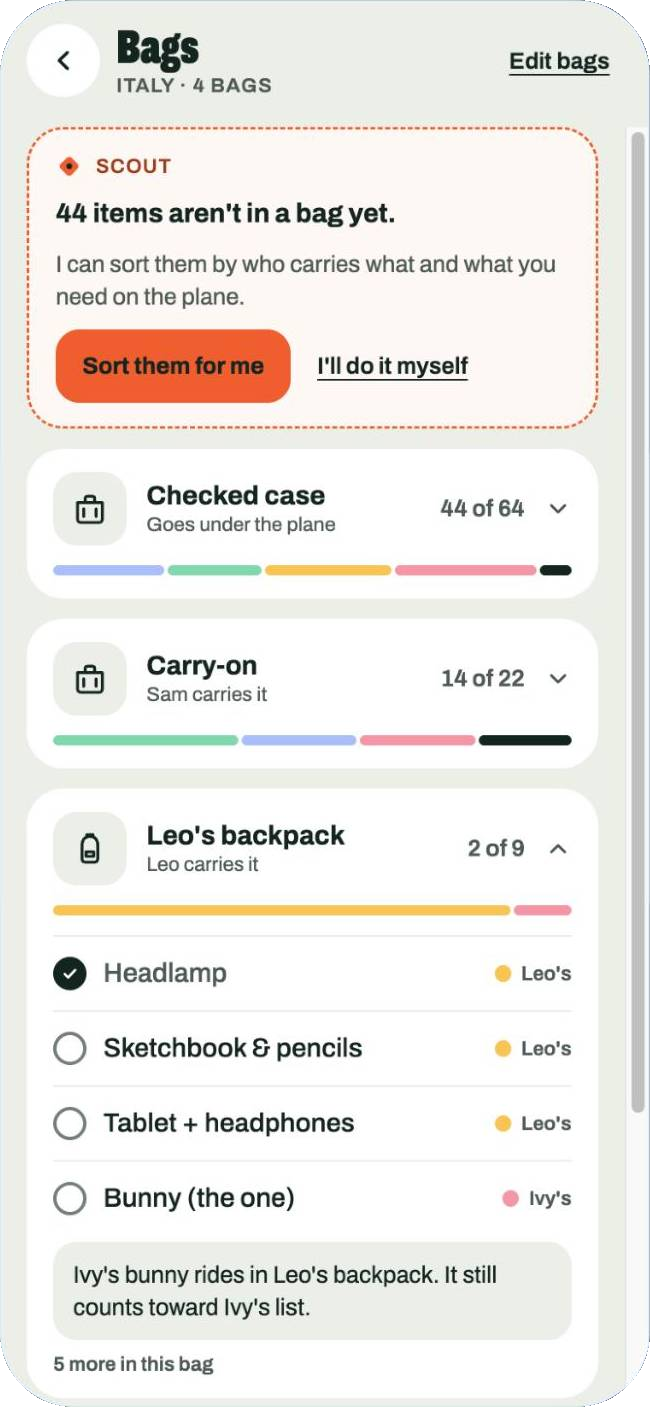 Bags
ITALY · 4 BAGS
Edit bags
SCOUT
44 items aren't in a bag yet.
I can sort them by who carries what and what you
need on the plane.
Sort them for me
I'll do it myself
Checked case
Goes under the plane
44 of 64
Carry-on
Sam carries it
14 of 22
Leo's backpack
Leo carries it
2 of 9
Headlamp
Leo's
Sketchbook & pencils
Leo's
Tablet + headphones
Leo's
Bunny (the one)
Ivy's
Ivy's bunny rides in Leo's backpack. It still
counts toward Ivy's list.
5 more in this bag